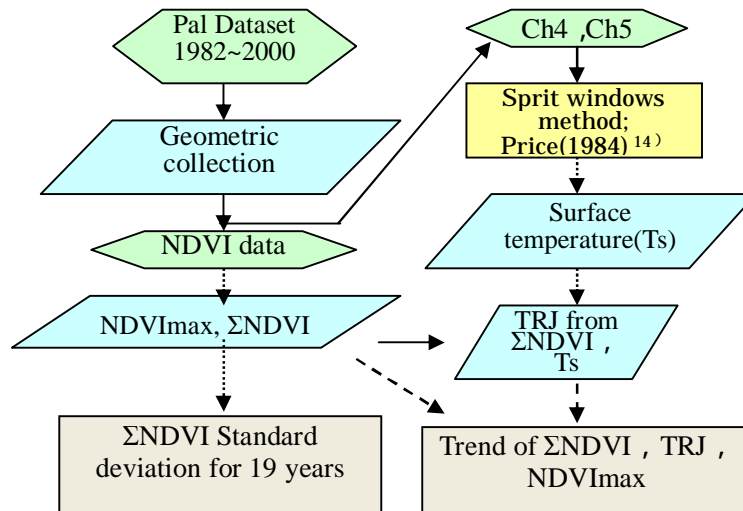 Pal Dataset
1982~2000
Geometric
collection
NDVI data
NDVImax, ΣNDVI
ΣNDVI Standard
deviation for 19 years
Ch4 ,Ch5
Sprit windows
method;
Price(1984) 14)
Surface
temperature(Ts)
TRJ from
ΣNDVI ,
Ts
Trend of ΣNDVI , TRJ ,
NDVImax